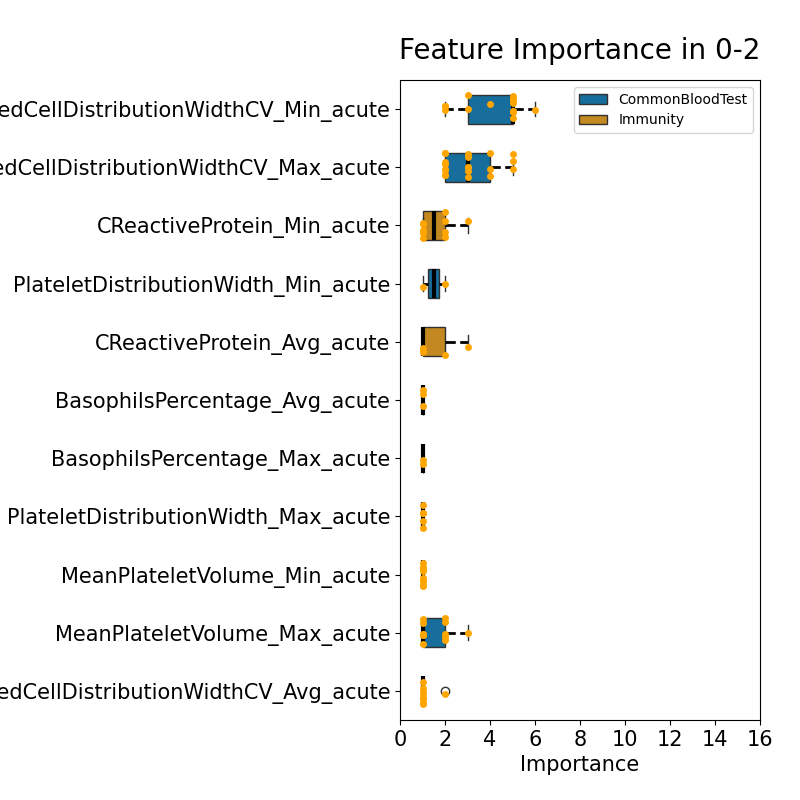 Feature Importance in 0-2
edCellDistributionWidthCV_Min_acute
edCellDistributionWidthCV_Max_acute
CReactiveProtein_Min_acute
PlateletDistributionWidth_Min_acute
CReactiveProtein_Avg_acute
BasophilsPercentage_Avg_acute
BasophilsPercentage_Max_acute
PlateletDistributionWidth_Max_acute
MeanPlateletVolume_Min_acute
MeanPlateletVolume_Max_acute
edCellDistributionWidthCV_Avg_acute
CommonBloodTest
Immunity
0 2 4 6 8 10 12 14 16
Importance